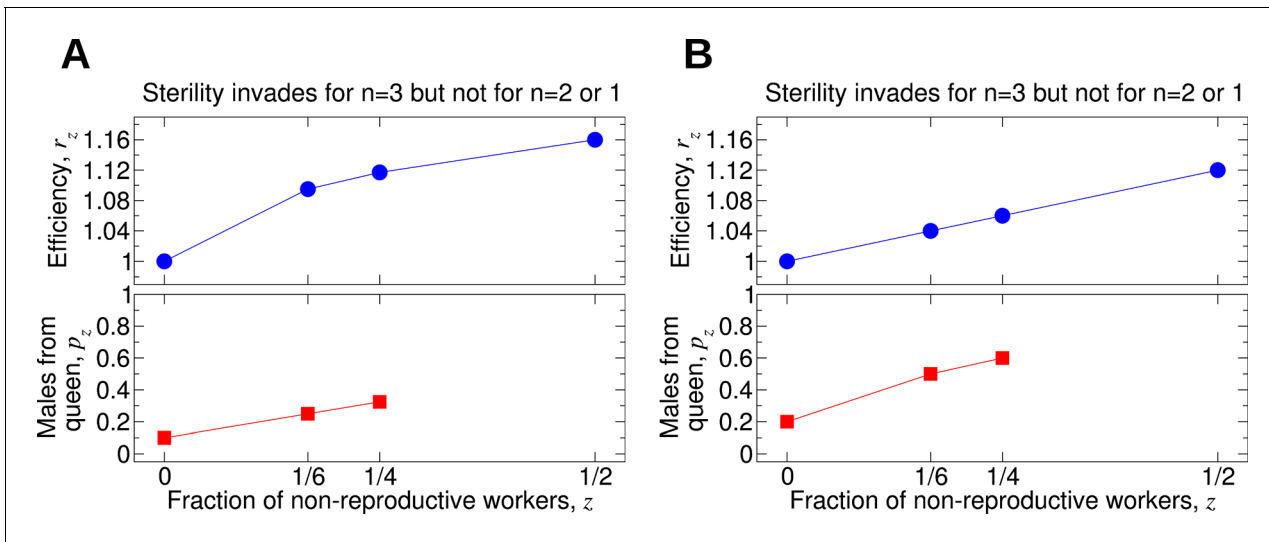 A
Sterility invades for n=3 but not for n=2 or 1
Efficiency, r_z
1.16
1.12
1.08
1.04
1
Males from
queen, p_z
1
0.8
0.6
0.4
0.2
0
0 1/6 1/4 1/2
Fraction of non-reproductive workers, z
B
Sterility invades for n=3 but not for n=2 or 1
Efficiency, r_z
1.16
1.12
1.08
1.04
1
Males from
queen, p_z
1
0.8
0.6
0.4
0.2
0
0 1/6 1/4 1/2
Fraction of non-reproductive workers, z